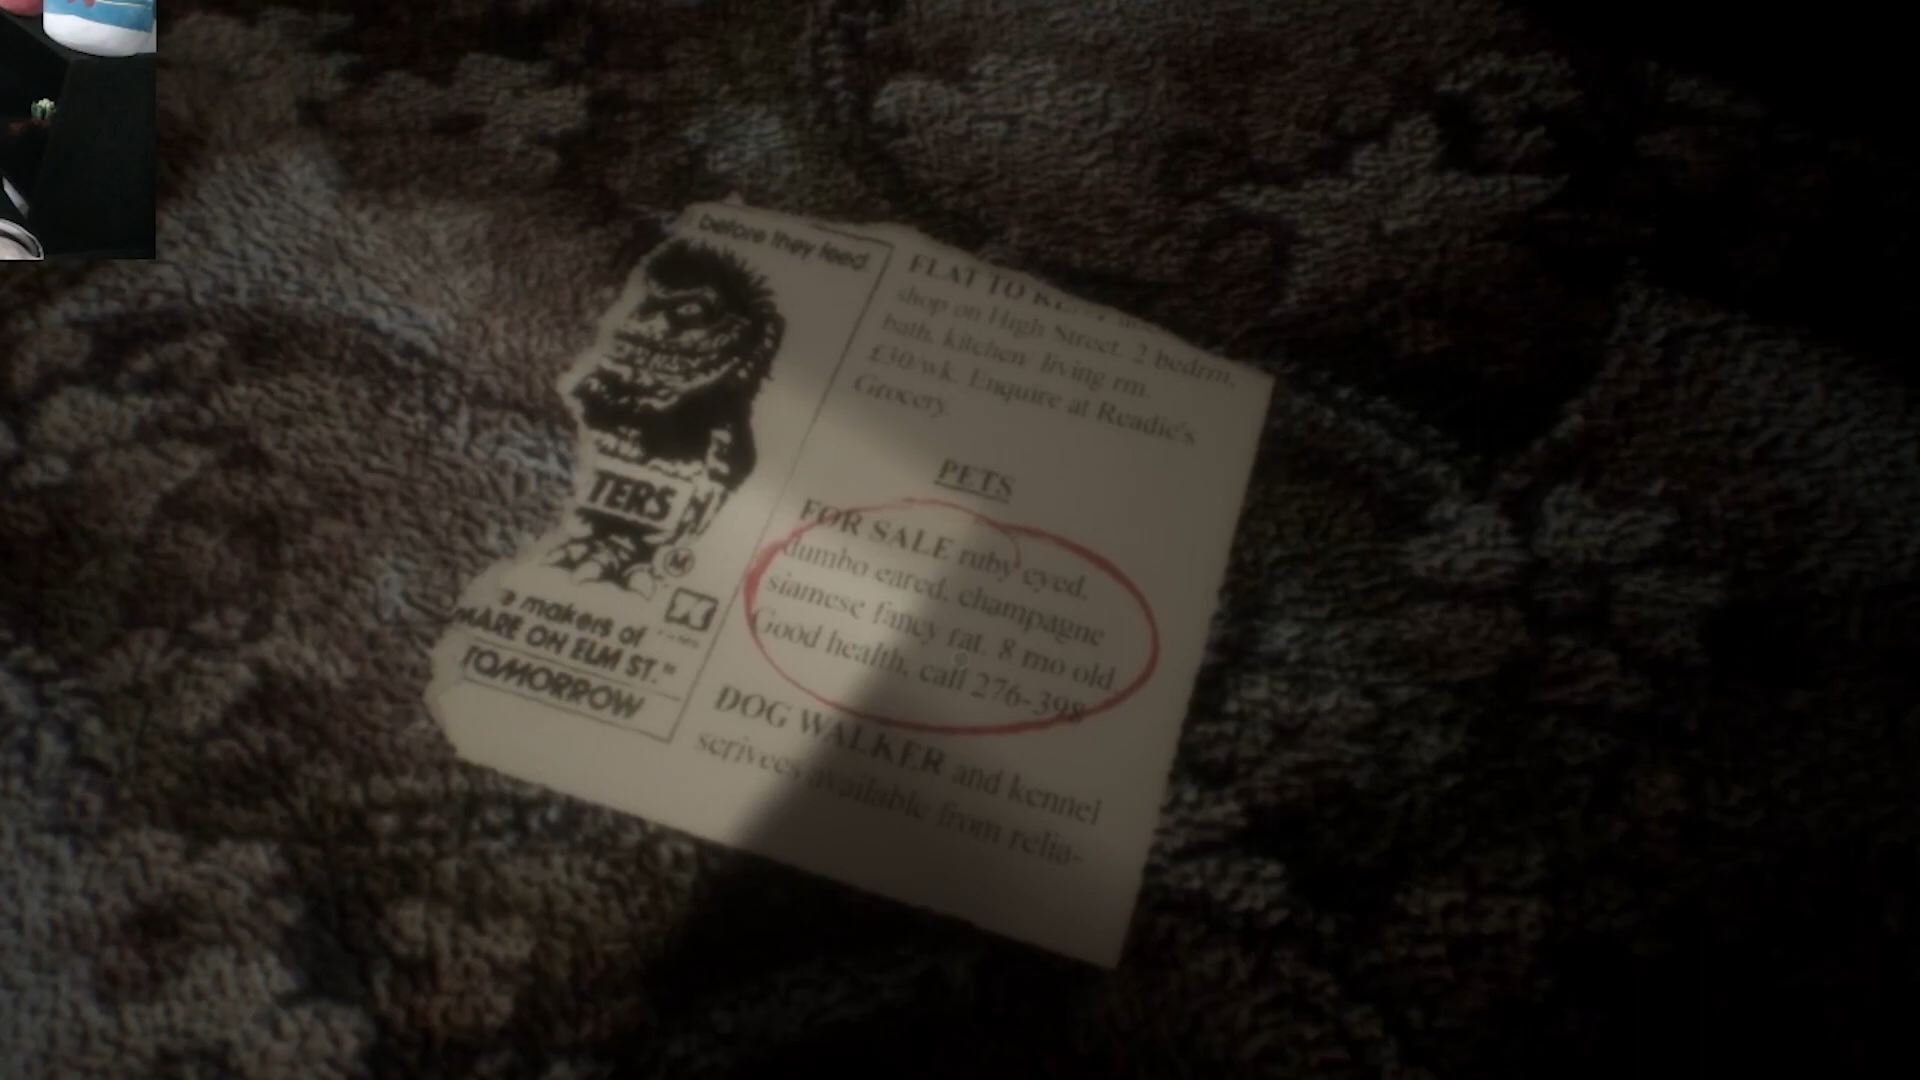 before they feed
TERS
M
makers of
MARE ON ELM ST.™
TOMORROW
FLAT TO
shop on High Street. 2 bedrm,
bath, kitchen living rm.
£30/wk. Enquire at Readie's
Grocery.
PETS
FOR SALE ruby eyed.
dumbo eared. champagne
siamese fancy rat. 8 mo old.
Good health, call 276-398
DOG WALKER and kennel
serivces available from relia-